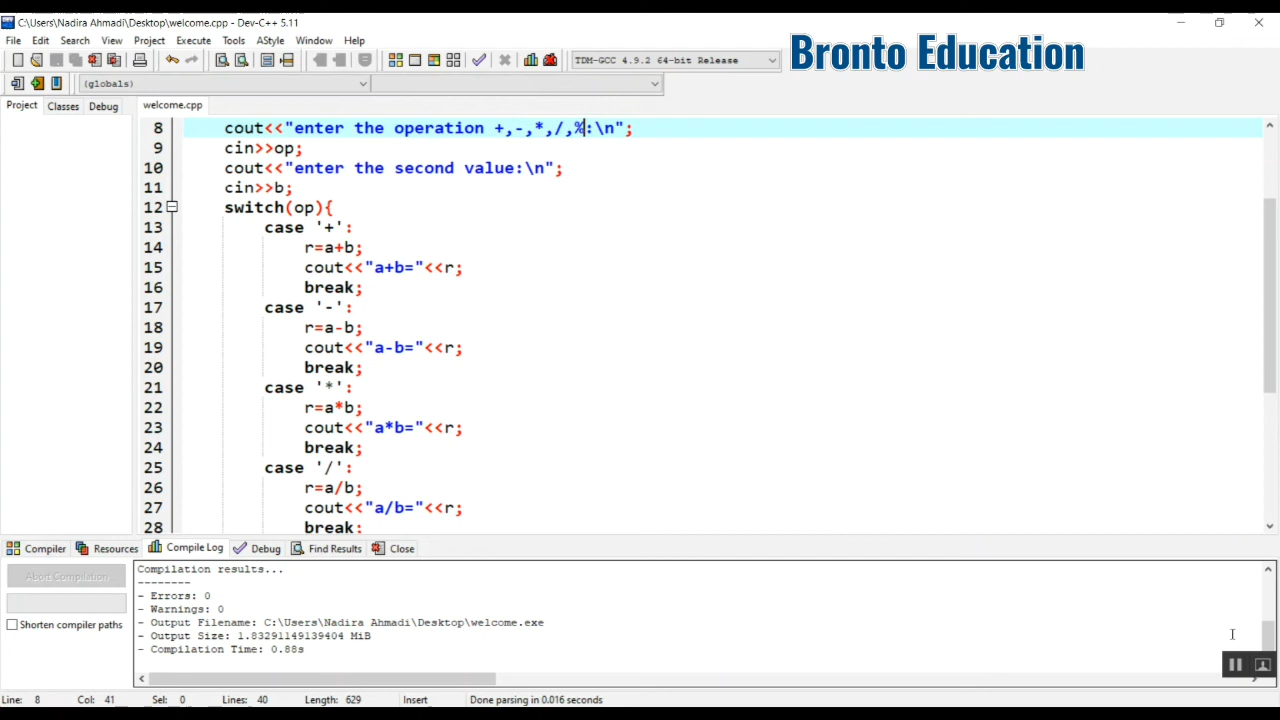 C:\Users\Nadira Ahmadi\Desktop\welcome.cpp - Dev-C++ 5.11
File Edit Search View Project Execute Tools AStyle Window Help
TDM-GCC 4.9.2 64-bit Release
Bronto Education
(globals)
Project Classes Debug
welcome.cpp
8 cout<<"enter the operation +,-,*,/,%:\n";
9 cin>>op;
10 cout<<"enter the second value:\n";
11 cin>>b;
12 switch(op){
13 case '+':
14 r=a+b;
15 cout<<"a+b="<<r;
16 break;
17 case '-':
18 r=a-b;
19 cout<<"a-b="<<r;
20 break;
21 case '*':
22 r=a*b;
23 cout<<"a*b="<<r;
24 break;
25 case '/':
26 r=a/b;
27 cout<<"a/b="<<r;
28 break;
Compiler Resources Compile Log Debug Find Results Close
Abort Compilation
Shorten compiler paths
Compilation results...
--------
- Errors: 0
- Warnings: 0
- Output Filename: C:\Users\Nadira Ahmadi\Desktop\welcome.exe
- Output Size: 1.83291149139404 MiB
- Compilation Time: 0.88s
Line: 8 Col: 41 Sel: 0 Lines: 40 Length: 629 Insert Done parsing in 0.016 seconds